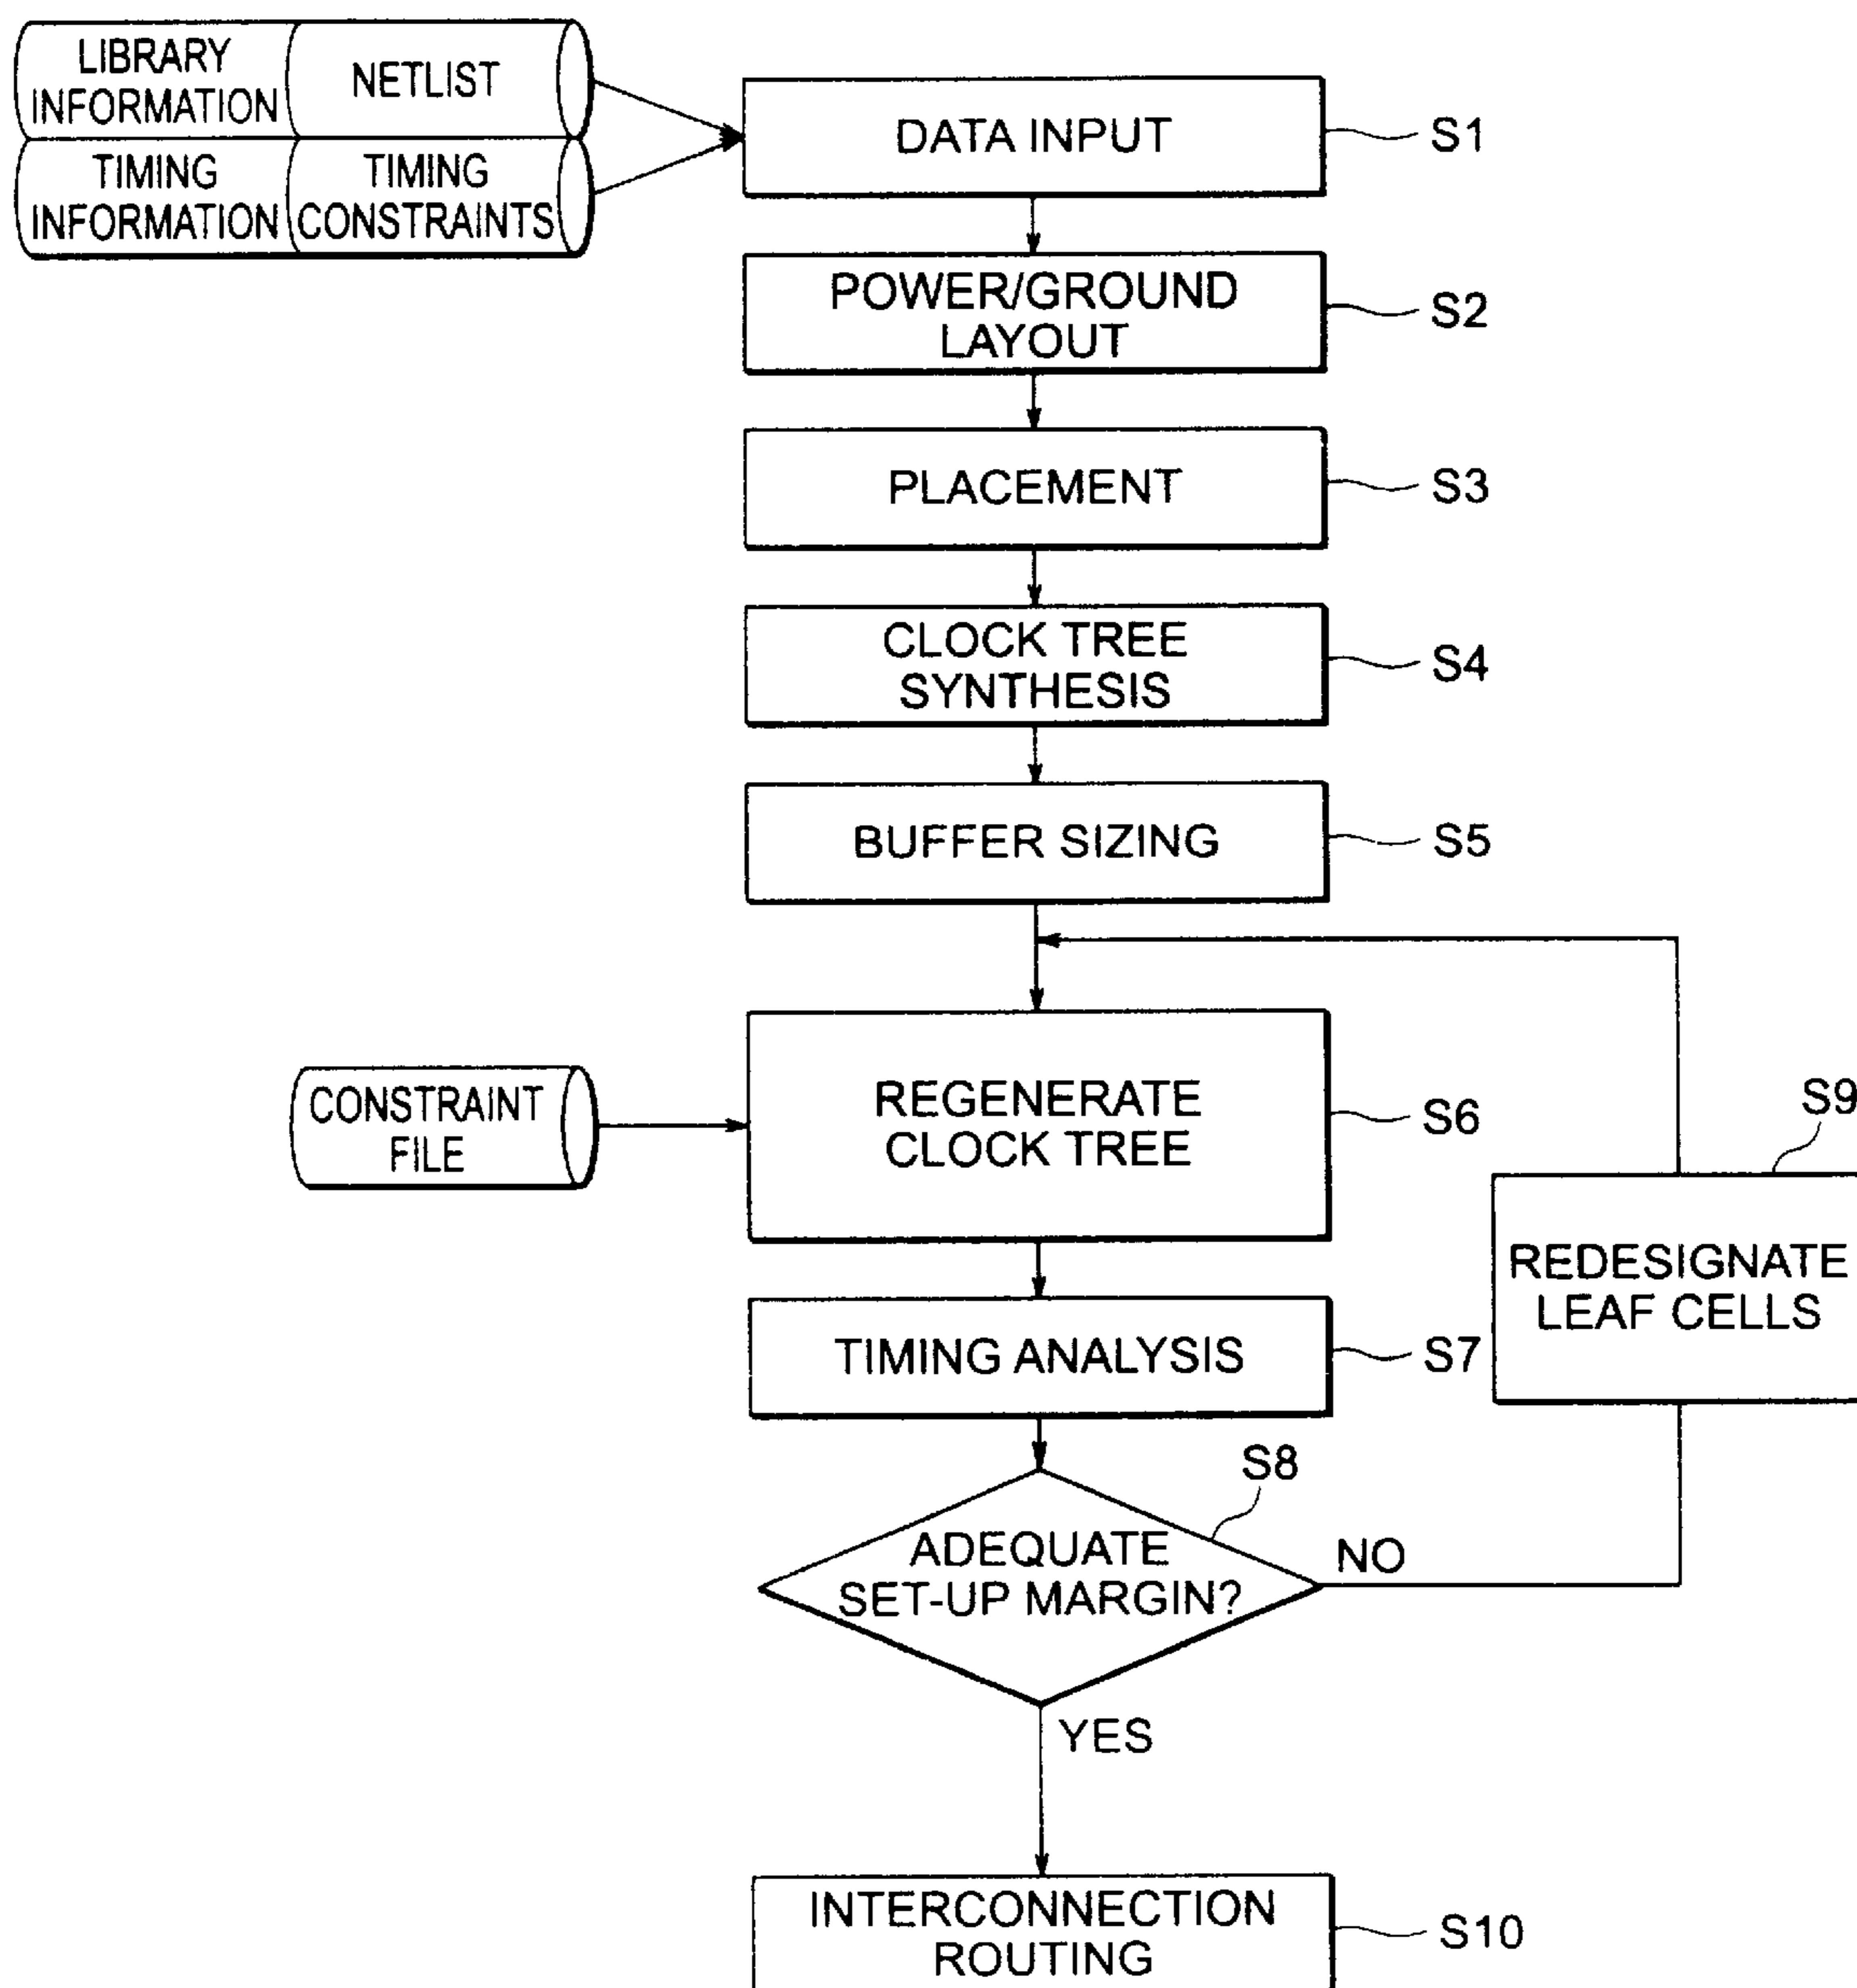 LIBRARY
INFORMATION
NETLIST
TIMING
INFORMATION
TIMING
CONSTRAINTS
DATA INPUT
S1
POWER/GROUND
LAYOUT
S2
PLACEMENT
S3
CLOCK TREE
SYNTHESIS
S4
BUFFER SIZING
S5
CONSTRAINT
FILE
REGENERATE
CLOCK TREE
S6
S9
REDESIGNATE
LEAF CELLS
TIMING ANALYSIS
S7
S8
ADEQUATE
SET-UP MARGIN?
NO
YES
INTERCONNECTION
ROUTING
S10